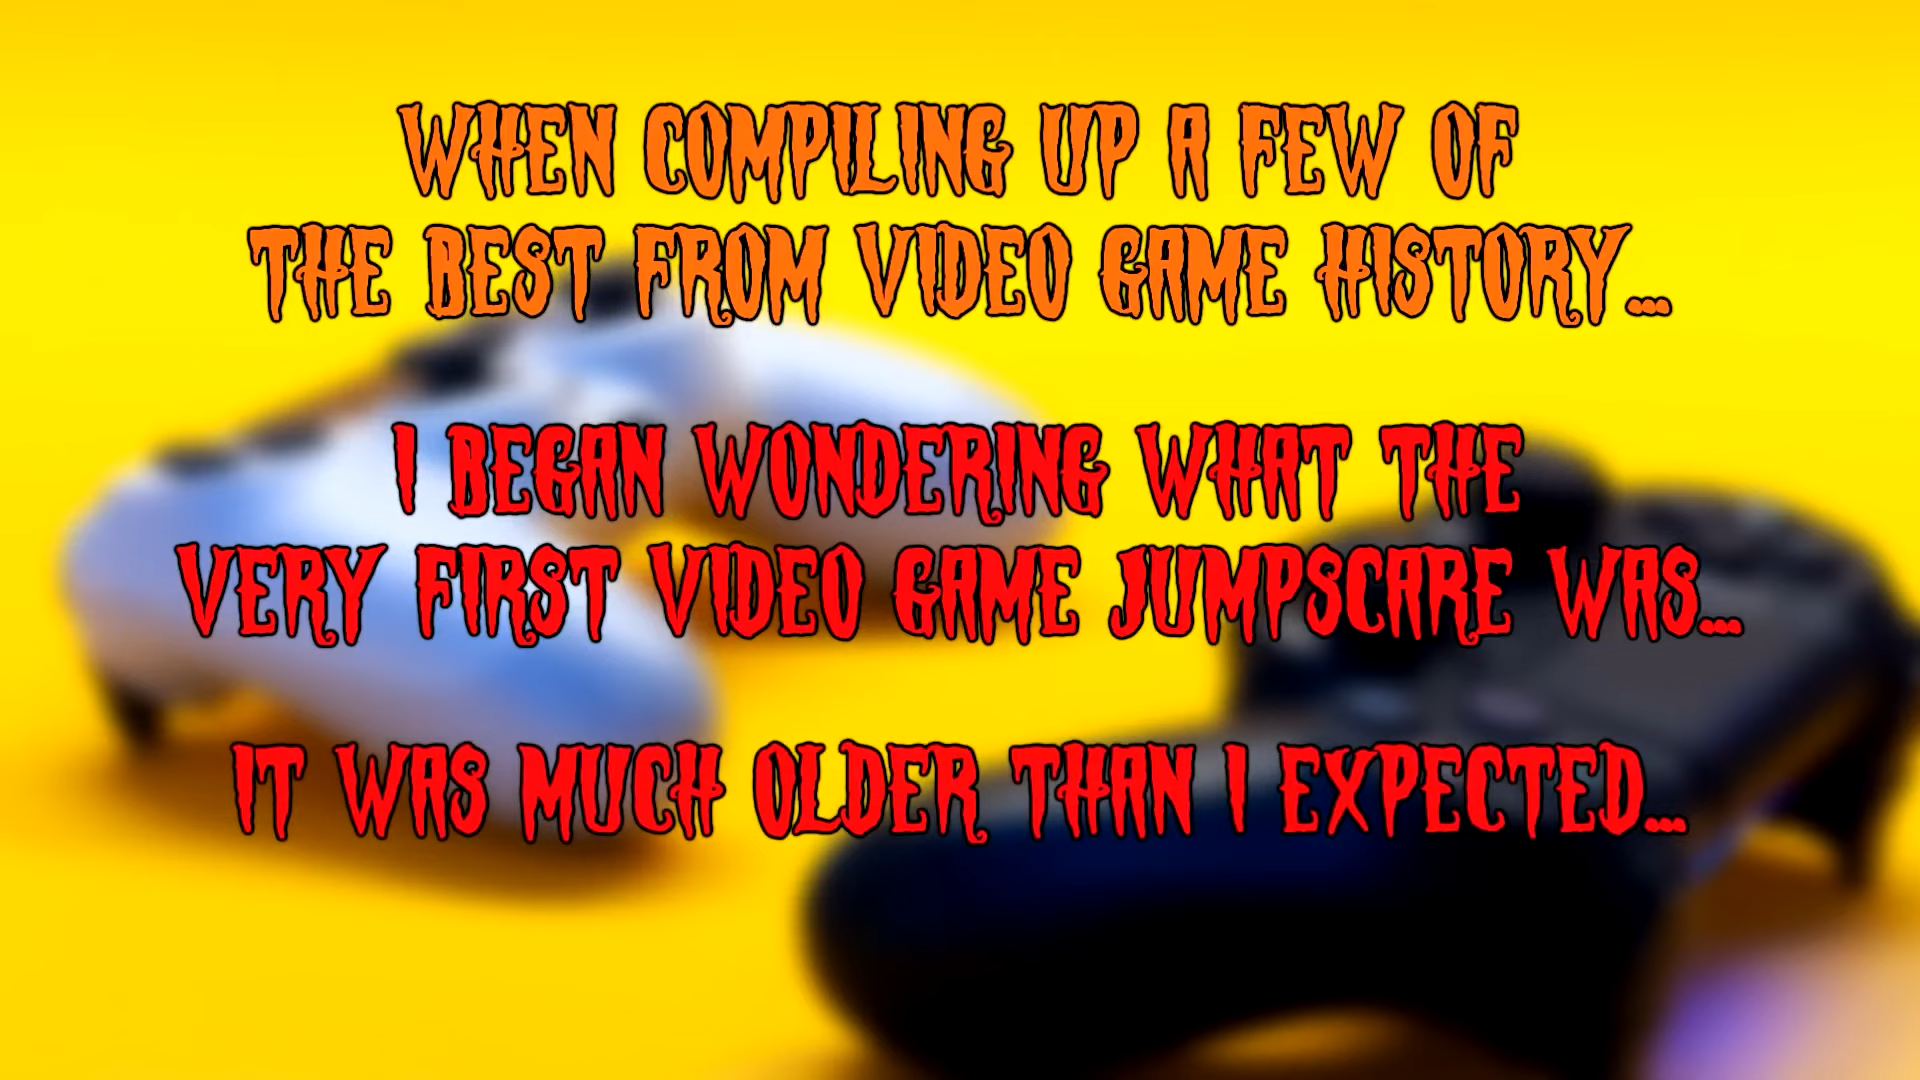 WHEN COMPILING UP A FEW OF
THE BEST FROM VIDEO GAME HISTORY...
I BEGAN WONDERING WHAT THE
VERY FIRST VIDEO GAME JUMPSCARE WAS...
IT WAS MUCH OLDER THAN I EXPECTED...